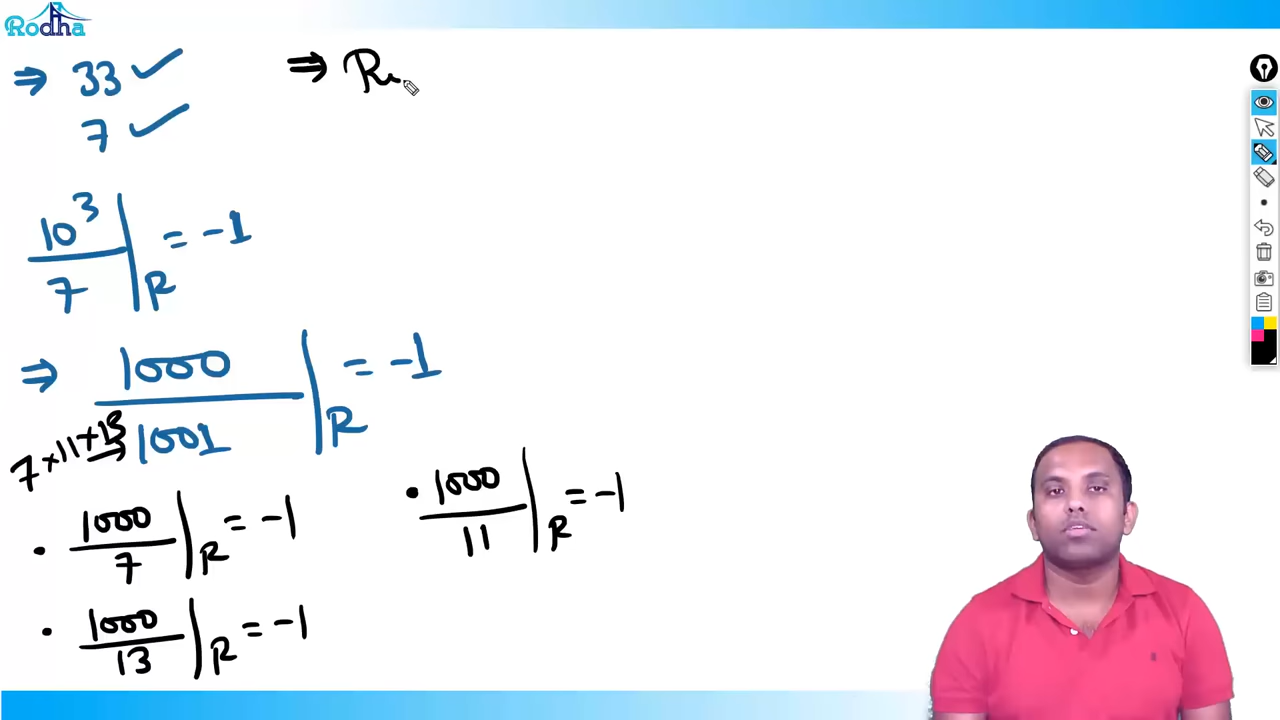 Rodha
⇒ 33 ✓
7 ✓
10³/7 |R = -1
⇒ 1000/1001 |R = -1
7×11×13 →
• 1000/7 |R = -1
• 1000/13 |R = -1
• 1000/11 |R = -1
⇒ R